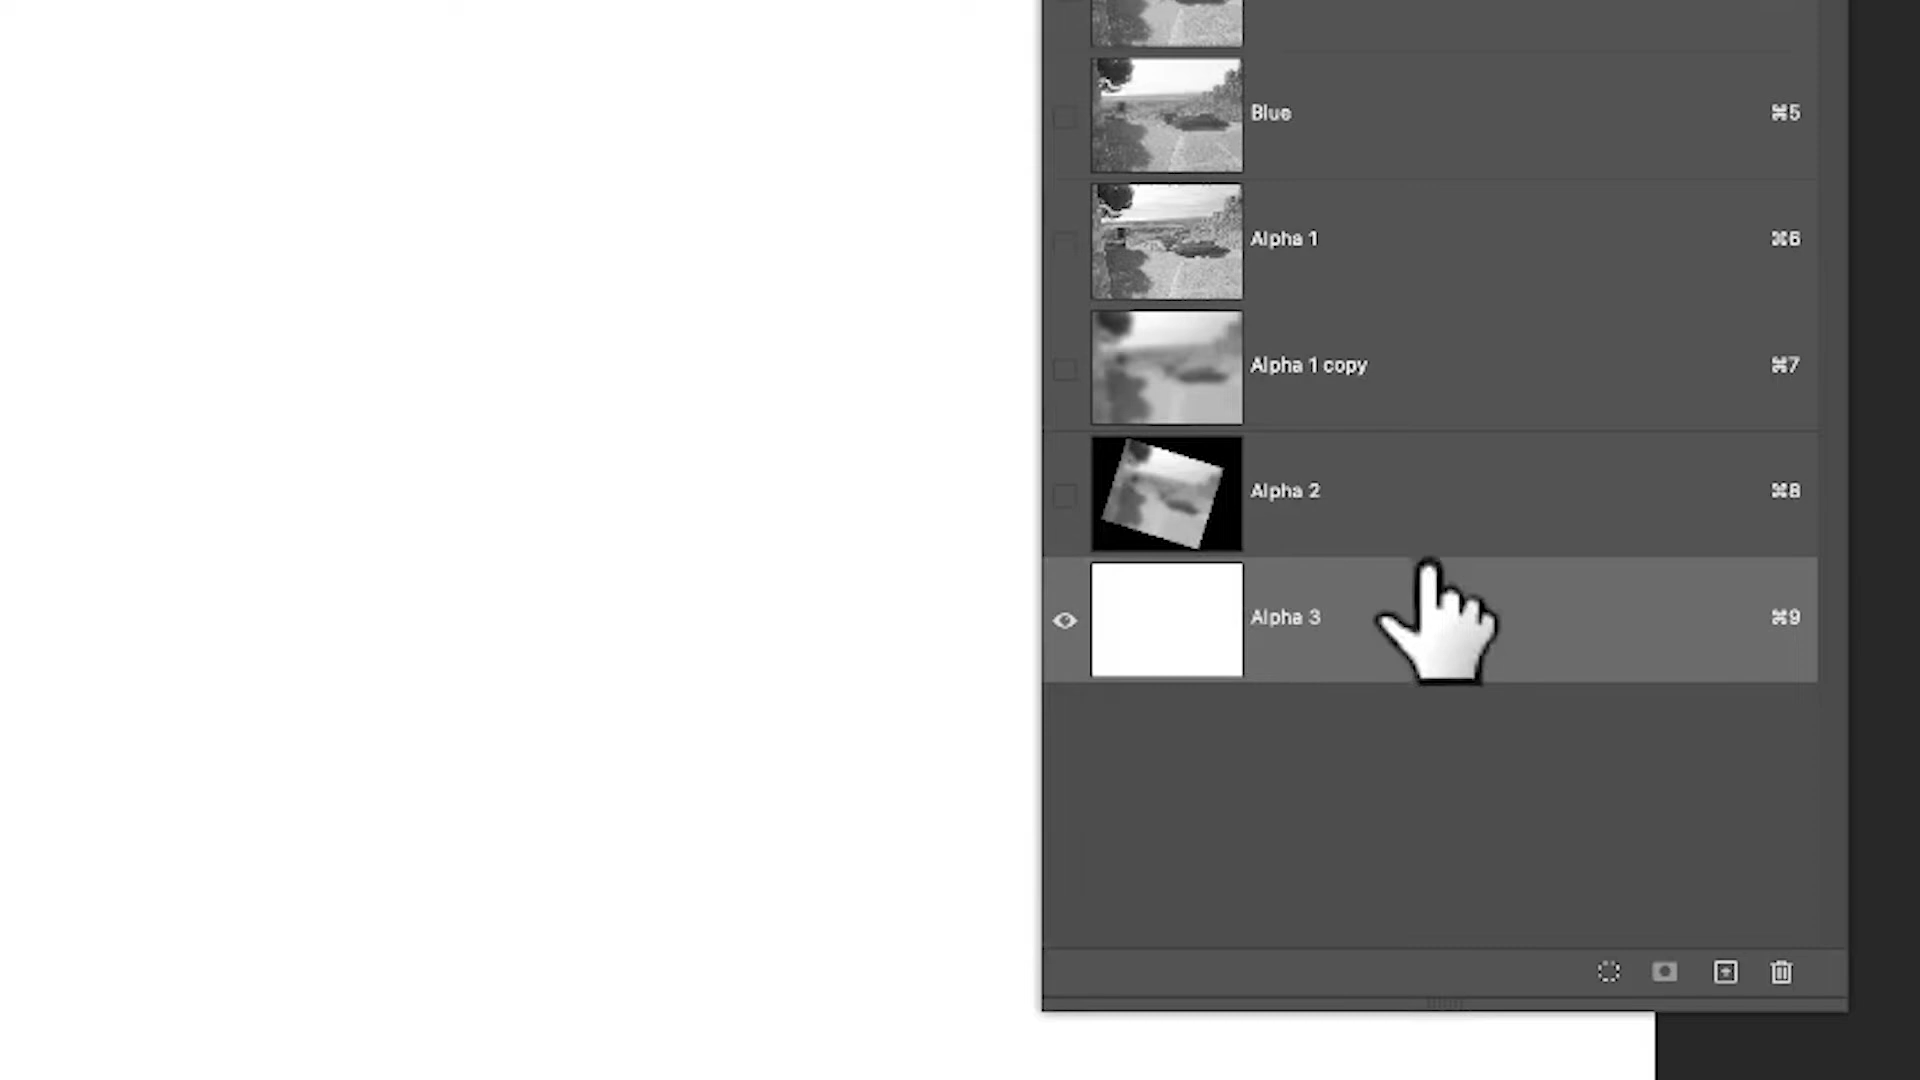 Blue ⌘5
Alpha 1 ⌘6
Alpha 1 copy ⌘7
Alpha 2 ⌘8
Alpha 3 ⌘9